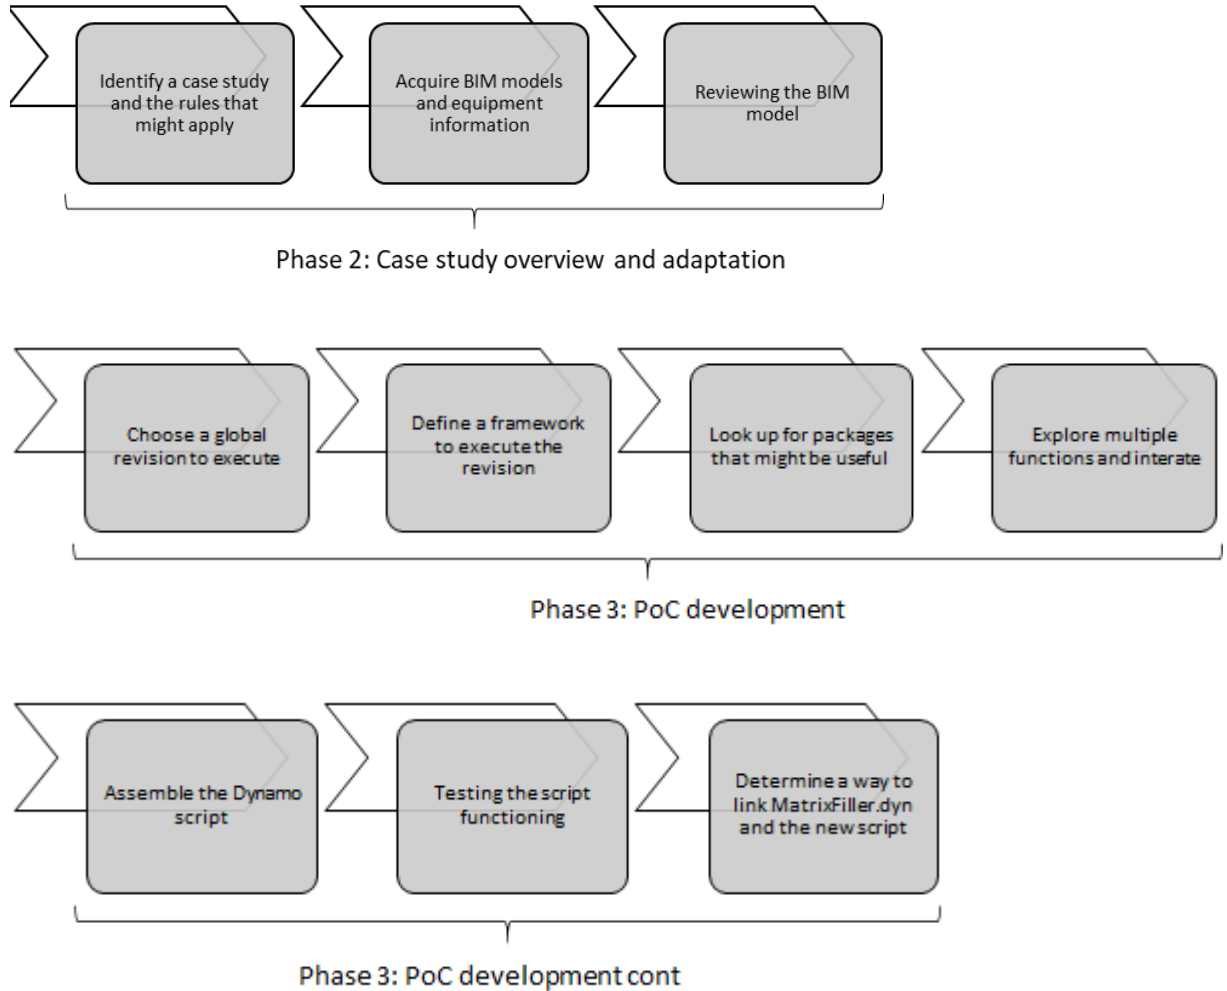 Identify a case study
and the rules that
might apply
Acquire BIM models
and equipment
information
Reviewing the BIM
model
Phase 2: Case study overview and adaptation
Choose a global
revision to execute
Define a framework
to execute the
revision
Look up for packages
that might be useful
Explore multiple
functions and interate
Phase 3: PoC development
Assemble the Dynamo
script
Testing the script
functioning
Determine a way to
link MatrixFiller.dyn
and the new script
Phase 3: PoC development cont